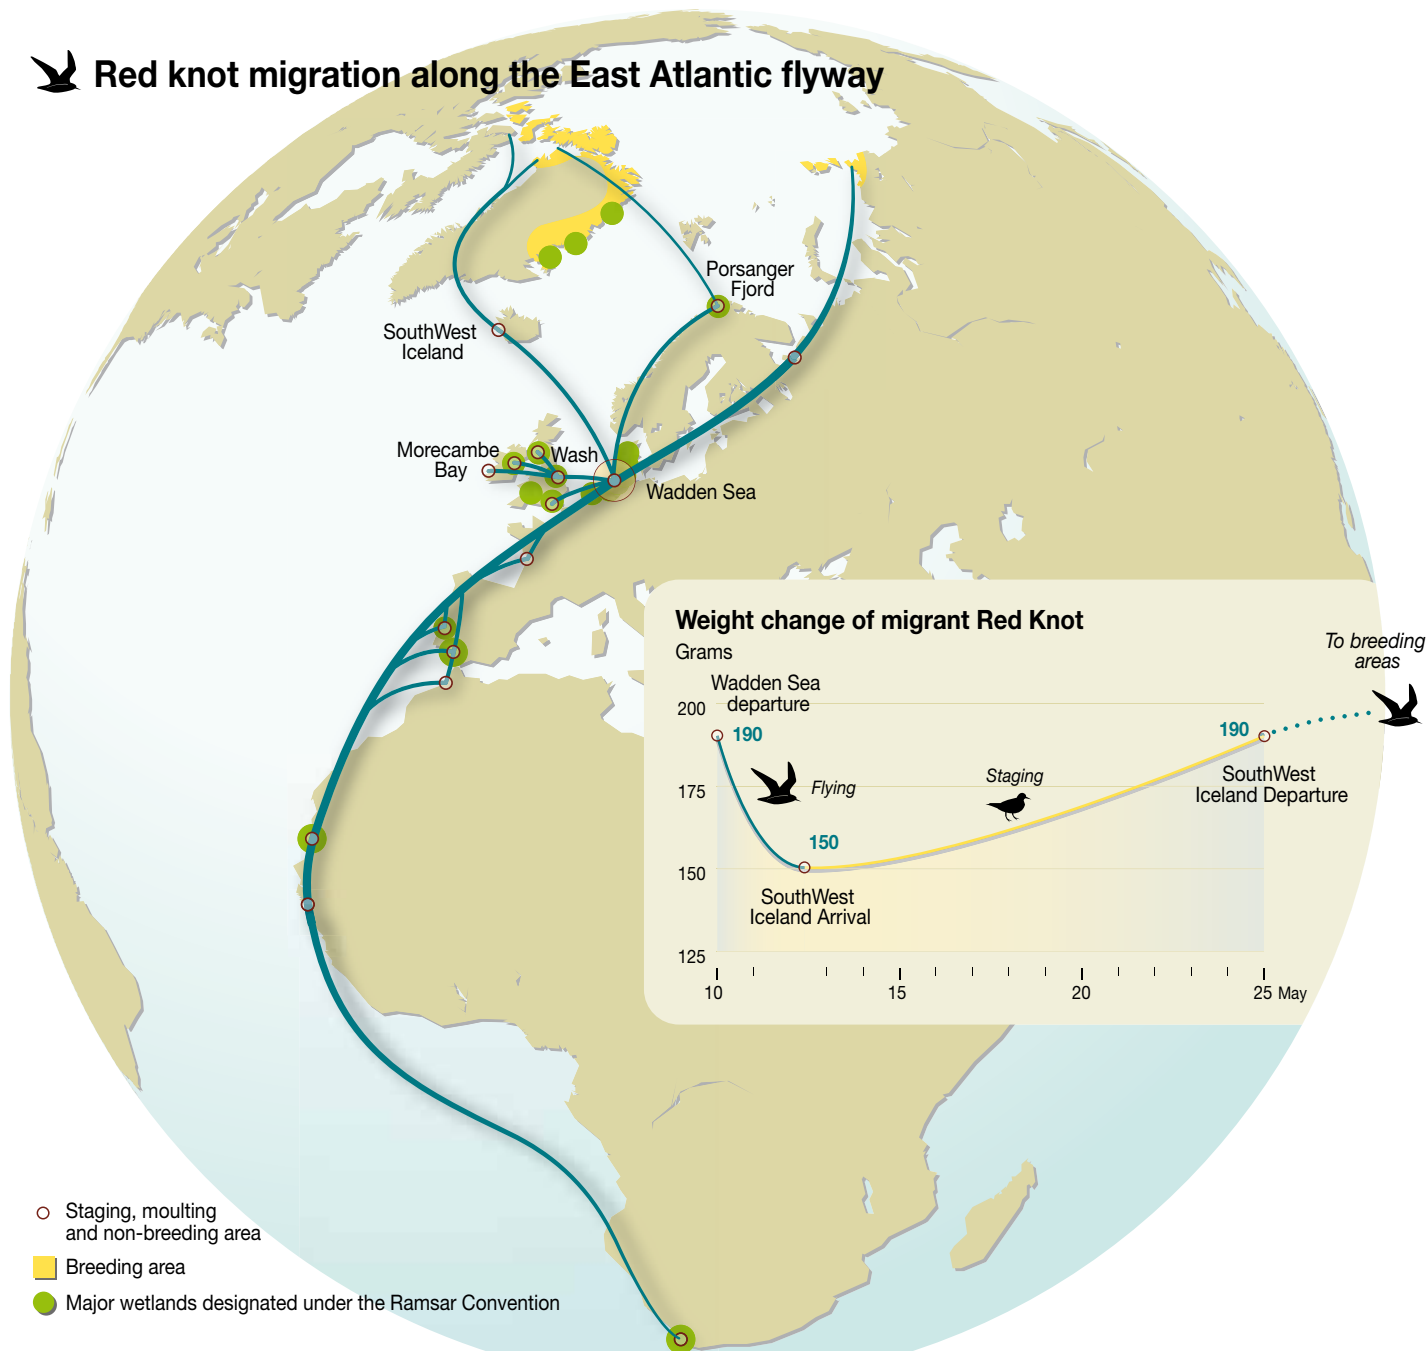 Red knot migration along the East Atlantic flyway
Porsanger
Fjord
SouthWest
Iceland
Morecambe
Bay
Wash
Wadden Sea
Weight change of migrant Red Knot
Grams
To breeding
areas
Wadden Sea
departure
200
190
190
Flying
Staging
175
SouthWest
Iceland Departure
150
150
SouthWest
Iceland Arrival
125
10
15
20
25 May
Staging, moulting
and non-breeding area
Breeding area
Major wetlands designated under the Ramsar Convention